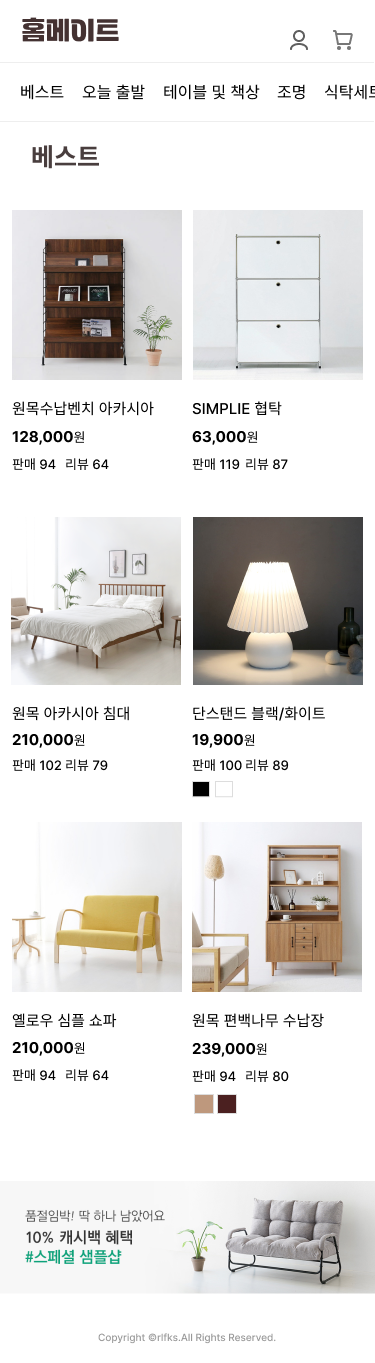 홈메이트
베스트 오늘 출발 테이블 및 책상 조명 식탁세트
베스트
원목수납벤치 아카시아
128,000원
판매 94 리뷰 64
SIMPLIE 협탁
63,000원
판매 119 리뷰 87
원목 아카시아 침대
210,000원
판매 102 리뷰 79
단스탠드 블랙/화이트
19,900원
판매 100 리뷰 89
옐로우 심플 쇼파
210,000원
판매 94 리뷰 64
원목 편백나무 수납장
239,000원
판매 94 리뷰 80
품절임박! 딱 하나 남았어요
10% 캐시백 혜택
#스페셜 샘플샵
Copyright ©rlfks.All Rights Reserved.